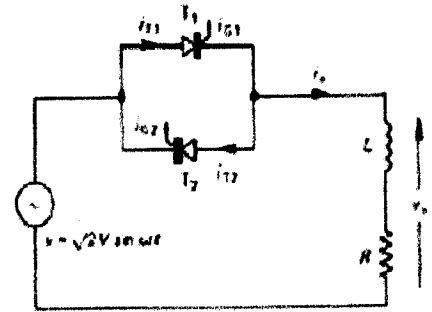 T1
iT1
iG1
io
iG2
T2
iT2
L
v = √2V sin ωt
R
vo